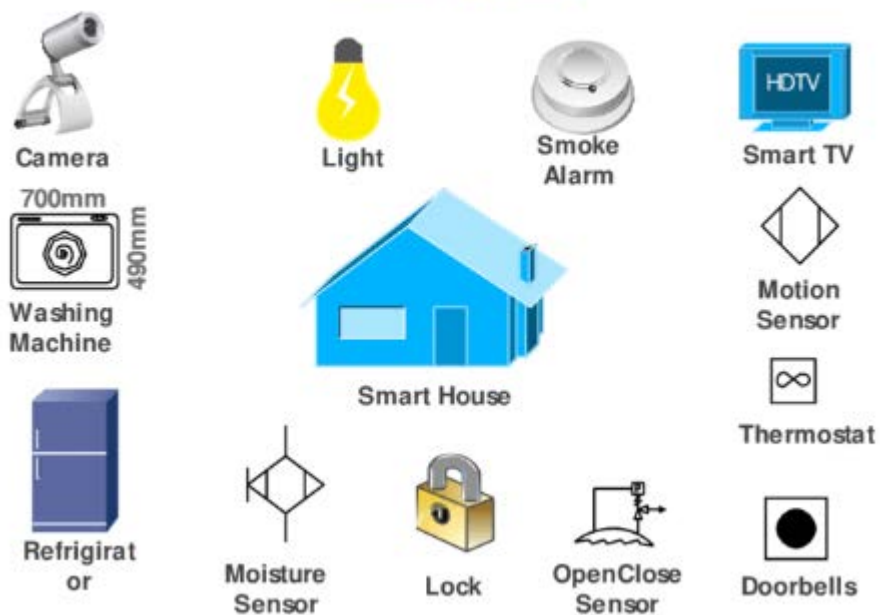 Camera
Light
Smoke
Alarm
HDTV
Smart TV
700mm
490mm
Washing
Machine
Motion
Sensor
Smart House
Thermostat
Refrigirat
or
Moisture
Sensor
Lock
P
OpenClose
Sensor
Doorbells